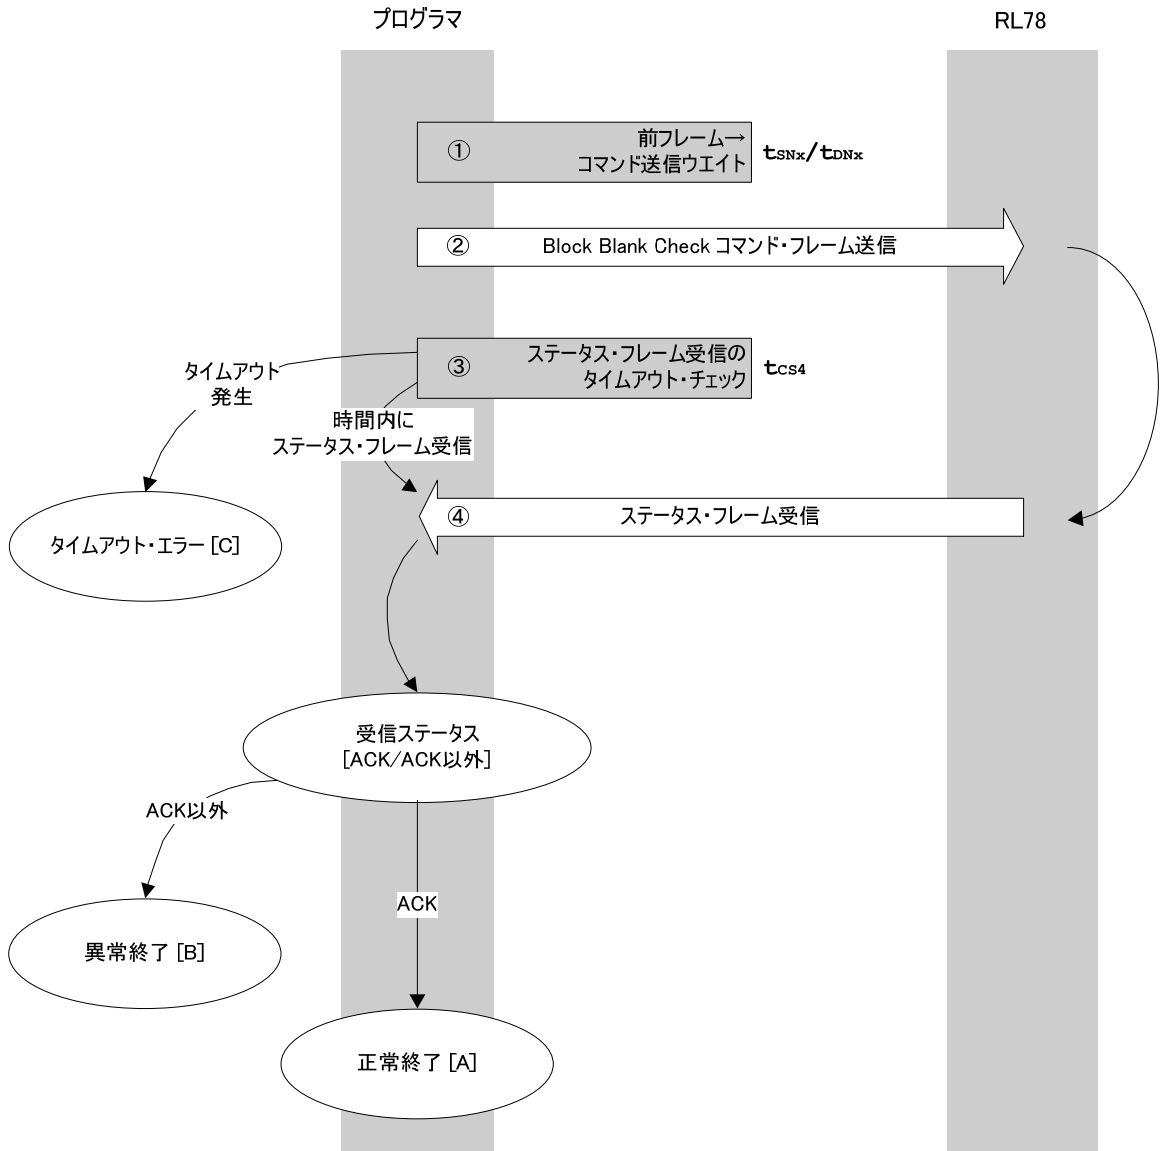 プログラマ
RL78
①
前フレーム→
コマンド送信ウエイト
tSNx/tDNx
②
Block Blank Check コマンド・フレーム送信
③
ステータス・フレーム受信の
タイムアウト・チェック
tCS4
タイムアウト
発生
時間内に
ステータス・フレーム受信
④
ステータス・フレーム受信
タイムアウト・エラー [C]
受信ステータス
[ACK/ACK以外]
ACK以外
ACK
異常終了 [B]
正常終了 [A]